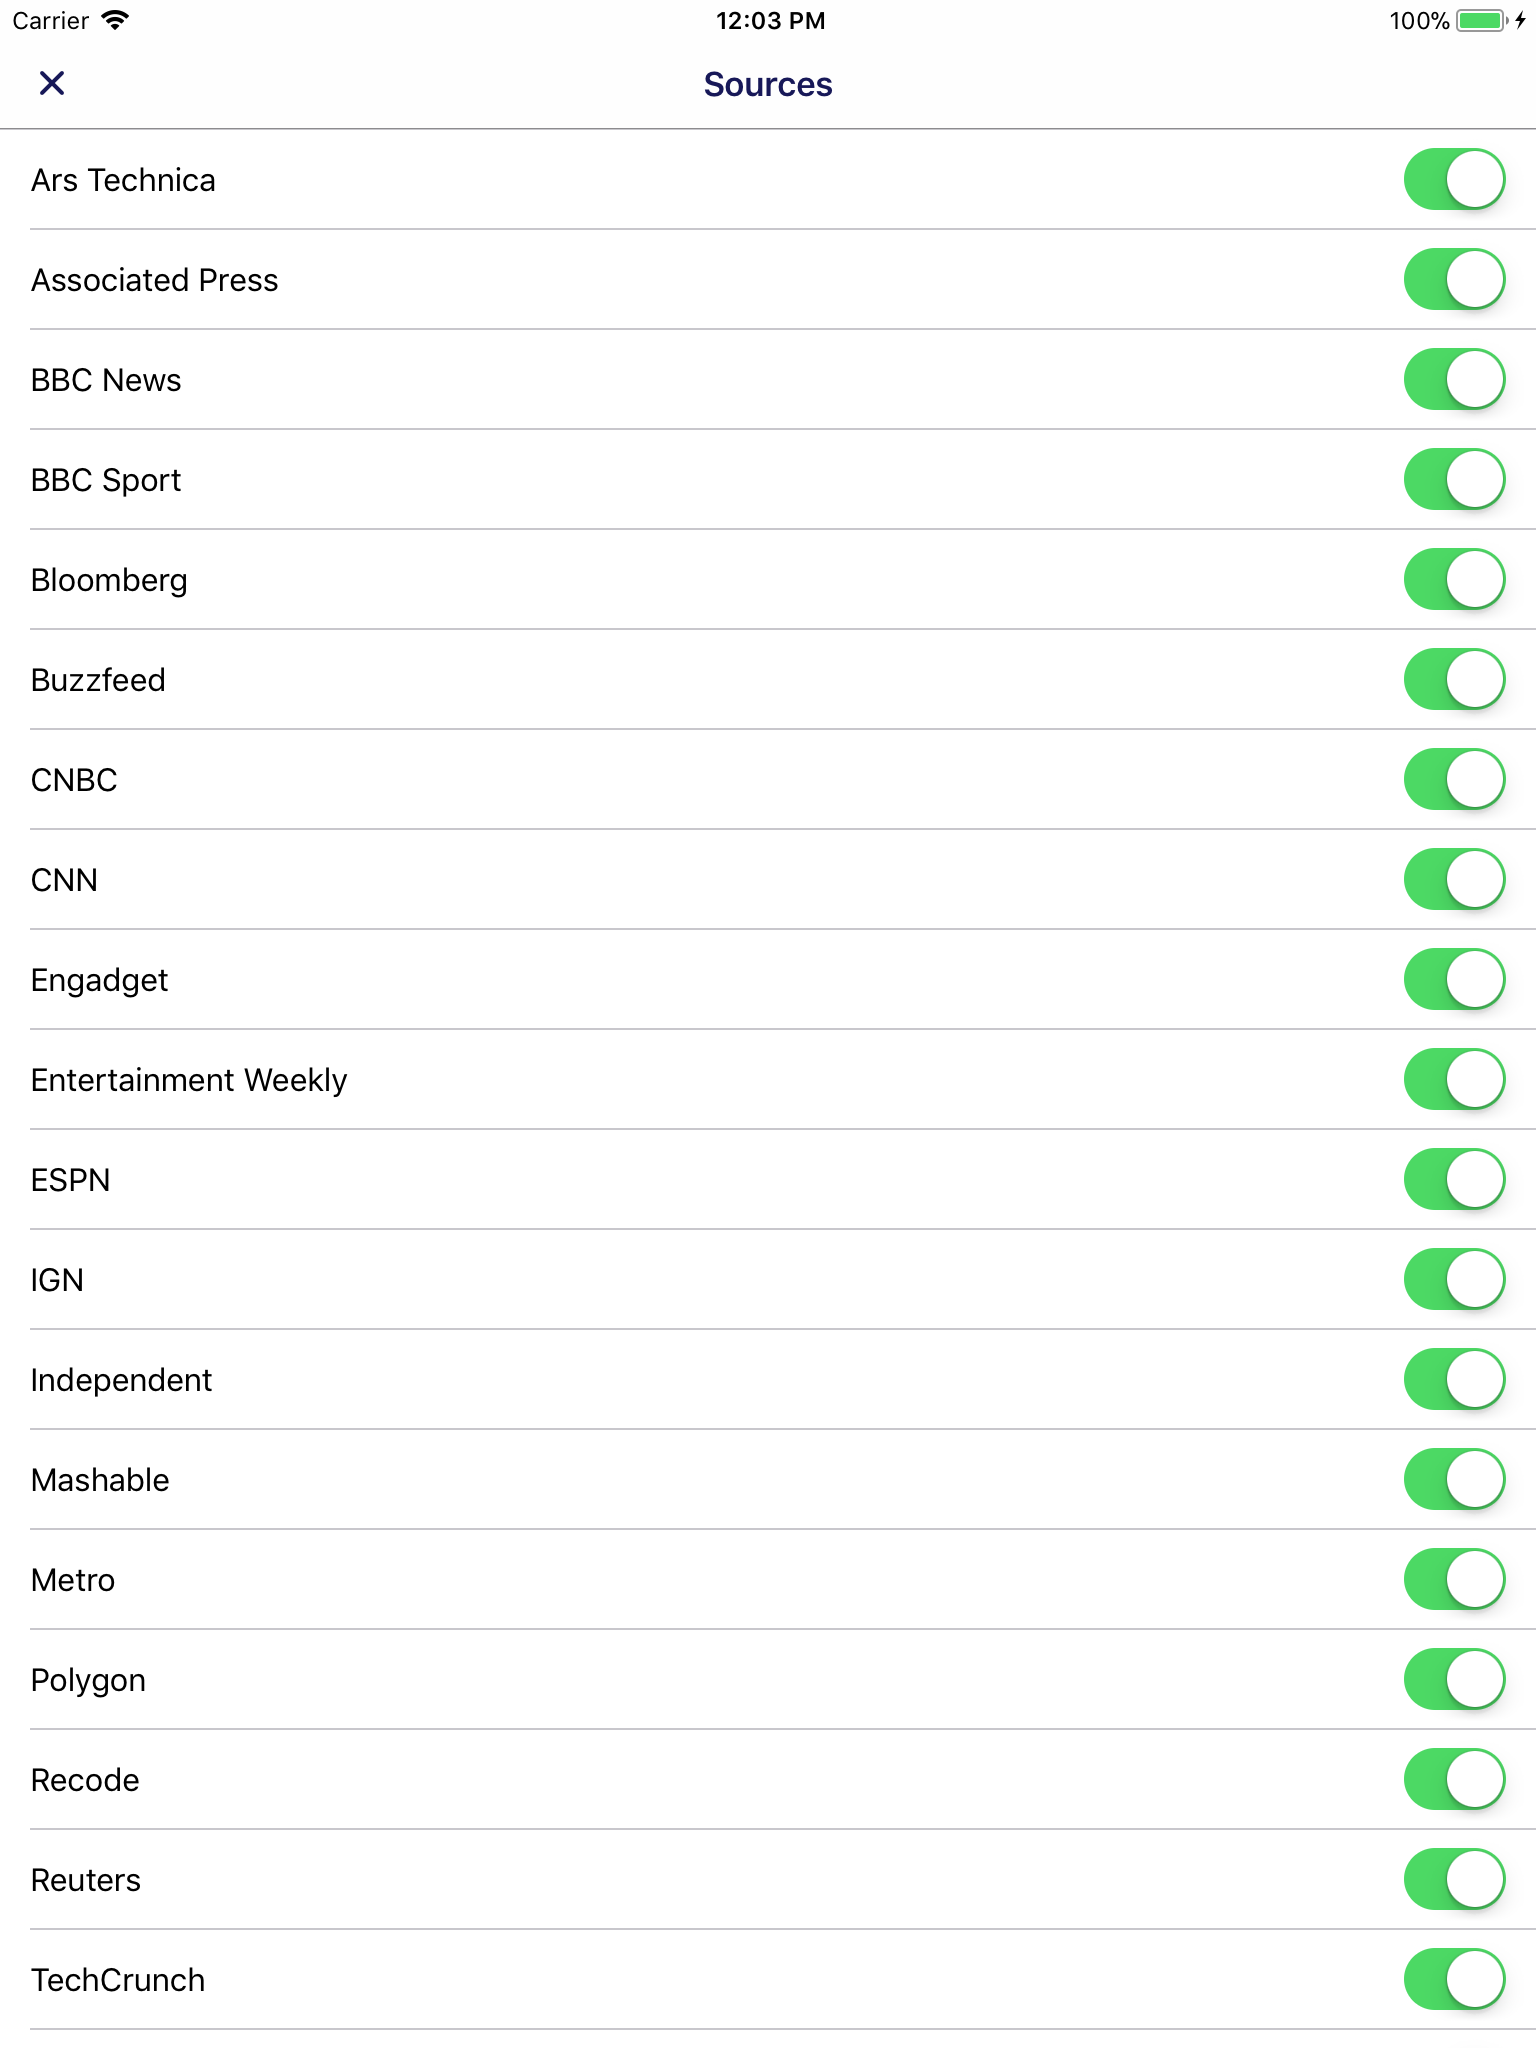 Carrier 12:03 PM 100%
Sources
Ars Technica
Associated Press
BBC News
BBC Sport
Bloomberg
Buzzfeed
CNBC
CNN
Engadget
Entertainment Weekly
ESPN
IGN
Independent
Mashable
Metro
Polygon
Recode
Reuters
TechCrunch